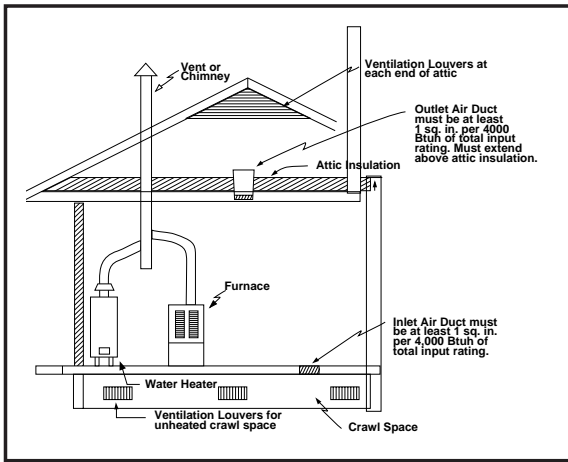 Vent or
Chimney
Ventilation Louvers at
each end of attic
Outlet Air Duct
must be at least
1 sq. in. per 4000
Btuh of total input
rating. Must extend
above attic insulation.
Attic Insulation
Furnace
Inlet Air Duct must
be at least 1 sq. in.
per 4,000 Btuh of
total input rating.
Water Heater
Ventilation Louvers for
unheated crawl space
Crawl Space